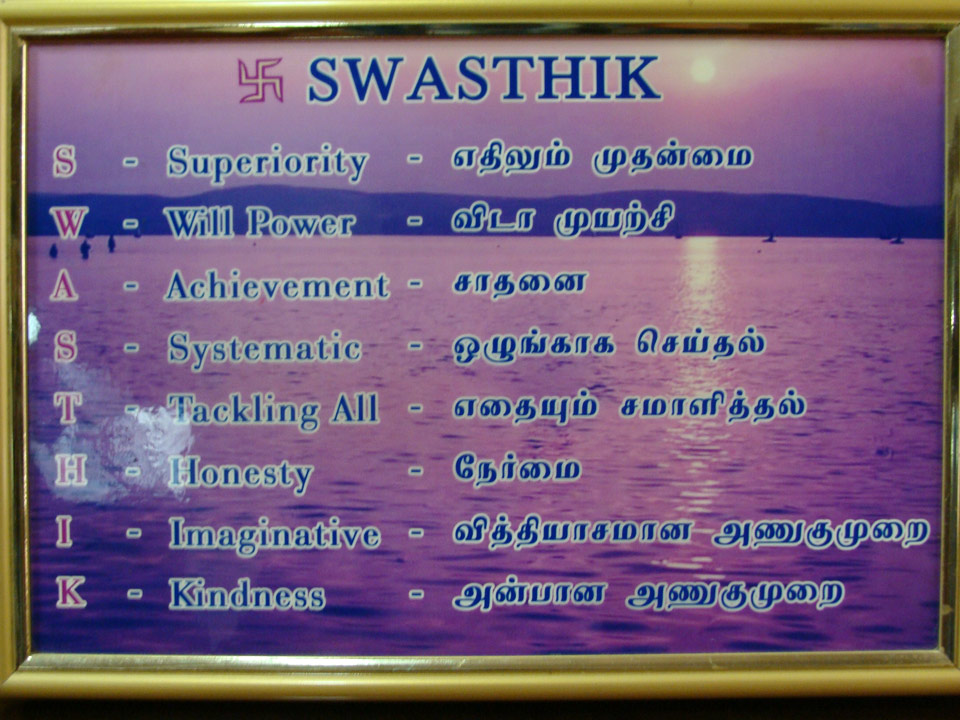 卐 SWASTHIK
S - Superiority - எதிலும் முதன்மை
W - Will Power - விடா முயற்சி
A - Achievement - சாதனை
S - Systematic - ஒழுங்காக செய்தல்
T - Tackling All - எதையும் சமாளித்தல்
H - Honesty - நேர்மை
I - Imaginative - வித்தியாசமான அணுகுமுறை
K - Kindness - அன்பான அணுகுமுறை